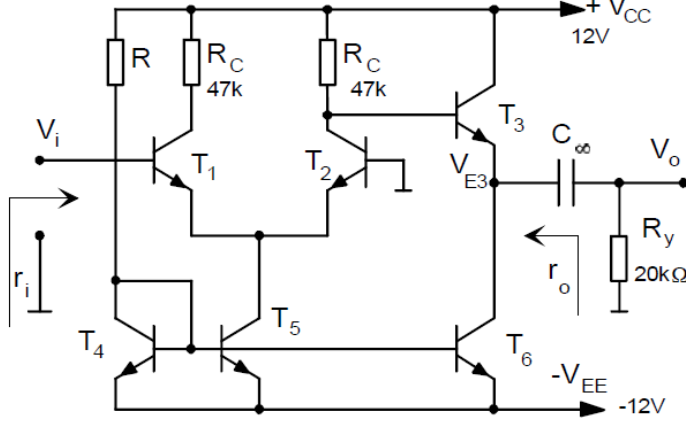 + V_CC
12V
R
R_C
47k
R_C
47k
T_3
V_i
T_1
T_2
C_∞
V_o
V_E3
r_i
r_o
R_y
20kΩ
T_4
T_5
T_6
-V_EE
-12V